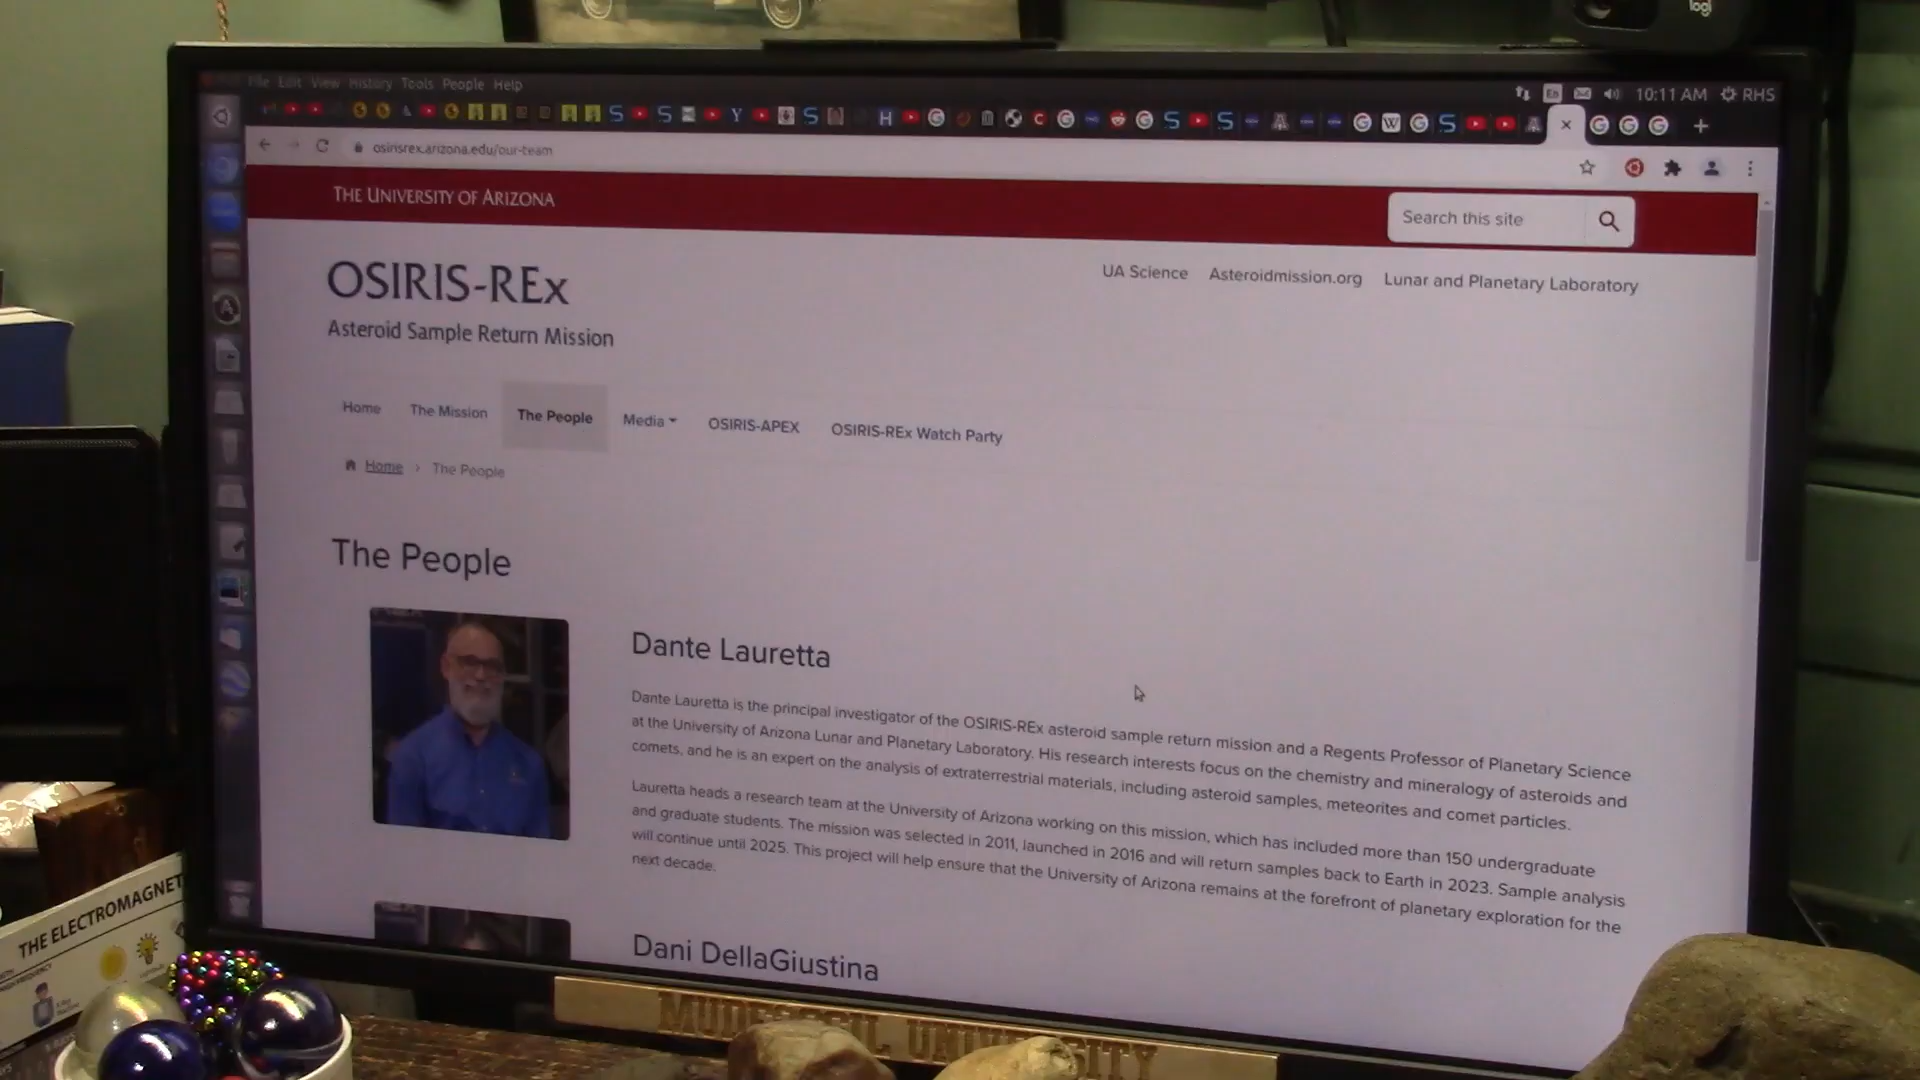 logi
File Edit View History Tools People Help
En
10:11 AM RHS
osirisrex.arizona.edu/our-team
THE UNIVERSITY OF ARIZONA
Search this site
OSIRIS-REx
UA Science Asteroidmission.org Lunar and Planetary Laboratory
Asteroid Sample Return Mission
Home The Mission The People Media OSIRIS-APEX OSIRIS-REx Watch Party
Home > The People
The People
Dante Lauretta
Dante Lauretta is the principal investigator of the OSIRIS-REx asteroid sample return mission and a Regents Professor of Planetary Science
at the University of Arizona Lunar and Planetary Laboratory. His research interests focus on the chemistry and mineralogy of asteroids and
comets, and he is an expert on the analysis of extraterrestrial materials, including asteroid samples, meteorites and comet particles.
Lauretta heads a research team at the University of Arizona working on this mission, which has included more than 150 undergraduate
and graduate students. The mission was selected in 2011, launched in 2016 and will return samples back to Earth in 2023. Sample analysis
will continue until 2025. This project will help ensure that the University of Arizona remains at the forefront of planetary exploration for the
next decade.
Dani DellaGiustina
THE ELECTROMAGNET
UNIVERSITY